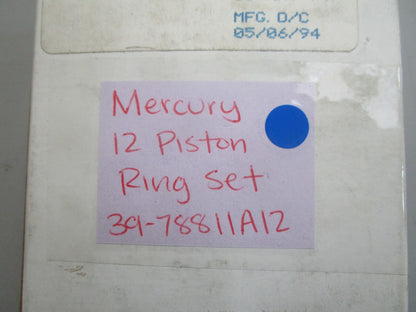 MFG. D/C
05/06/94
Mercury
12 Piston
Ring Set
39-78811A12